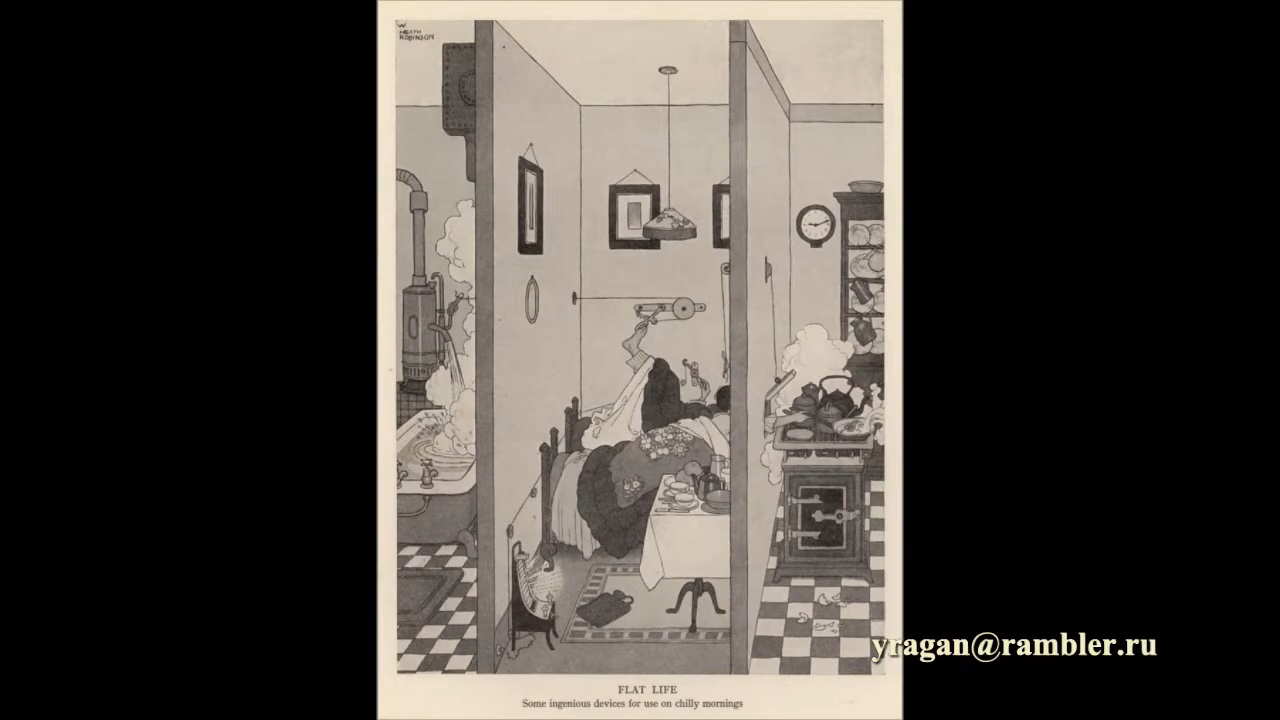 W
HEATH
ROBINSON
yragan@rambler.ru
FLAT LIFE
Some ingenious devices for use on chilly mornings